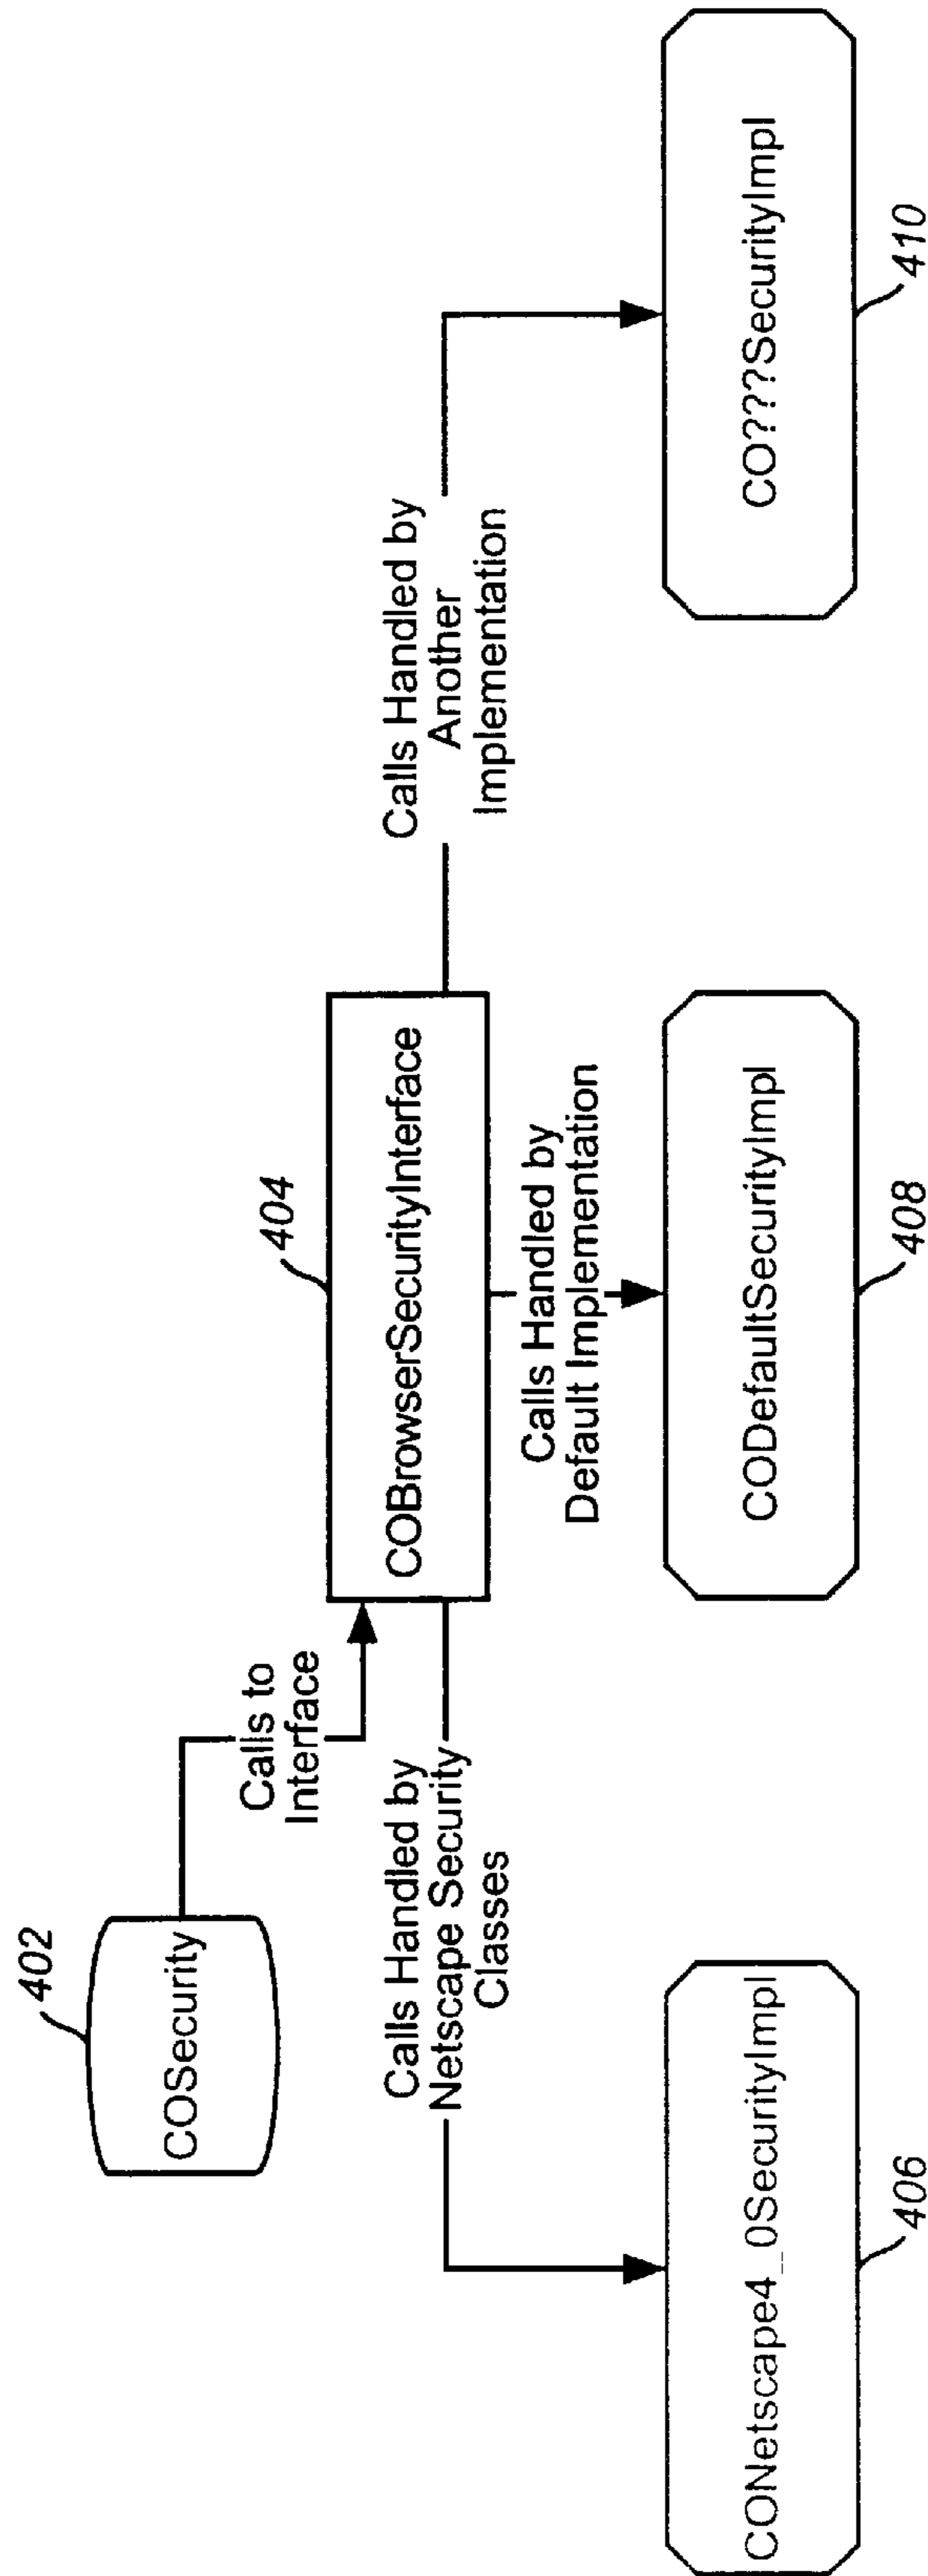 402
COSecurity
Calls to
Interface
404
COBrowserSecurityInterface
Calls Handled by
Netscape Security
Classes
Calls Handled by
Default Implementation
Calls Handled by
Another
Implementation
CONetscape4_0SecurityImpl
406
CODefaultSecurityImpl
408
CO???SecurityImpl
410